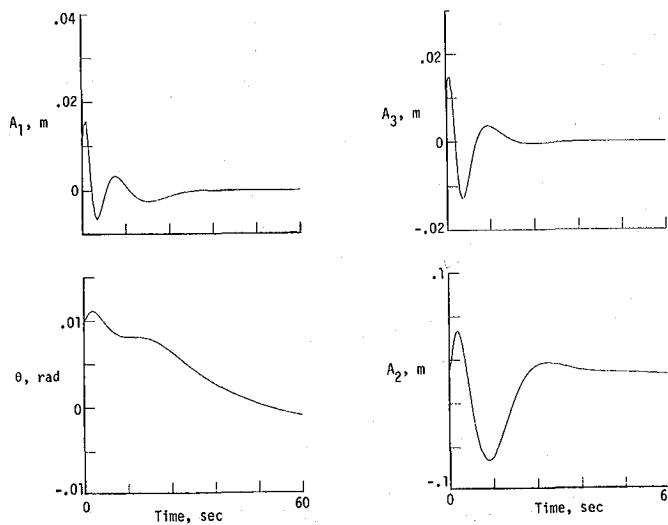 .04
.02
A₁, m
0
.02
A₃, m
0
-.02
.01
θ, rad
0
-.01
0
60
Time, sec
.1
A₂, m
-.1
0
6
Time, sec